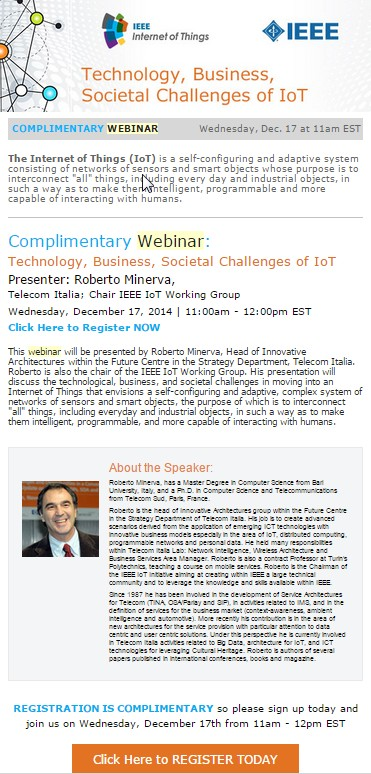 IEEE
Internet of Things
IEEE
Technology, Business,
Societal Challenges of IoT
COMPLIMENTARY WEBINAR Wednesday, Dec. 17 at 11am EST
The Internet of Things (IoT) is a self-configuring and adaptive system
consisting of networks of sensors and smart objects whose purpose is to
interconnect "all" things, including every day and industrial objects, in
such a way as to make them intelligent, programmable and more
capable of interacting with humans.
Complimentary Webinar:
Technology, Business, Societal Challenges of IoT
Presenter: Roberto Minerva,
Telecom Italia; Chair IEEE IoT Working Group
Wednesday, December 17, 2014 | 11:00am - 12:00pm EST
Click Here to Register NOW
This webinar will be presented by Roberto Minerva, Head of Innovative
Architectures within the Future Centre in the Strategy Department, Telecom Italia.
Roberto is also the chair of the IEEE IoT Working Group. His presentation will
discuss the technological, business, and societal challenges in moving into an
Internet of Things that envisions a self-configuring and adaptive, complex system of
networks of sensors and smart objects, the purpose of which is to interconnect
"all" things, including everyday and industrial objects, in such a way as to make
them intelligent, programmable, and more capable of interacting with humans.
About the Speaker:
Roberto Minerva, has a Master Degree in Computer Science from Bari
University, Italy, and a Ph.D. in Computer Science and Telecommunications
from Telecom Sud, Paris, France.
Roberto is the head of Innovative Architectures group within the Future Centre
in the Strategy Department of Telecom Italia. His job is to create advanced
scenarios derived from the application of emerging ICT technologies with
innovative business models especially in the area of IoT, distributed computing,
programmable networks and personal data. He held many responsibilities
within Telecom Italia Lab: Network Intelligence, Wireless Architecture and
Business Services Area Manager. Roberto is also a contract Professor at Turin's
Polytechnics, teaching a course on mobile services. Roberto is the Chairman of
the IEEE IoT initiative aiming at creating within IEEE a large technical
community and to leverage the knowledge and skills available within IEEE.
Since 1987 he has been involved in the development of Service Architectures
for Telecom (TINA, OSA/Parlay and SIP), in activities related to IMS, and in the
definition of services for the business market (context-awareness, ambient
intelligence and automotive). More recently his contribution is in the area of
new architectures for the service provision with particular attention to data
centric and user centric solutions. Under this perspective he is currently involved
in Telecom Italia activities related to Big Data, architecture for IoT, and ICT
technologies for leveraging Cultural Heritage. Roberto is authors of several
papers published in international conferences, books and magazine.
REGISTRATION IS COMPLIMENTARY so please sign up today and
join us on Wednesday, December 17th from 11am - 12pm EST
Click Here to REGISTER TODAY